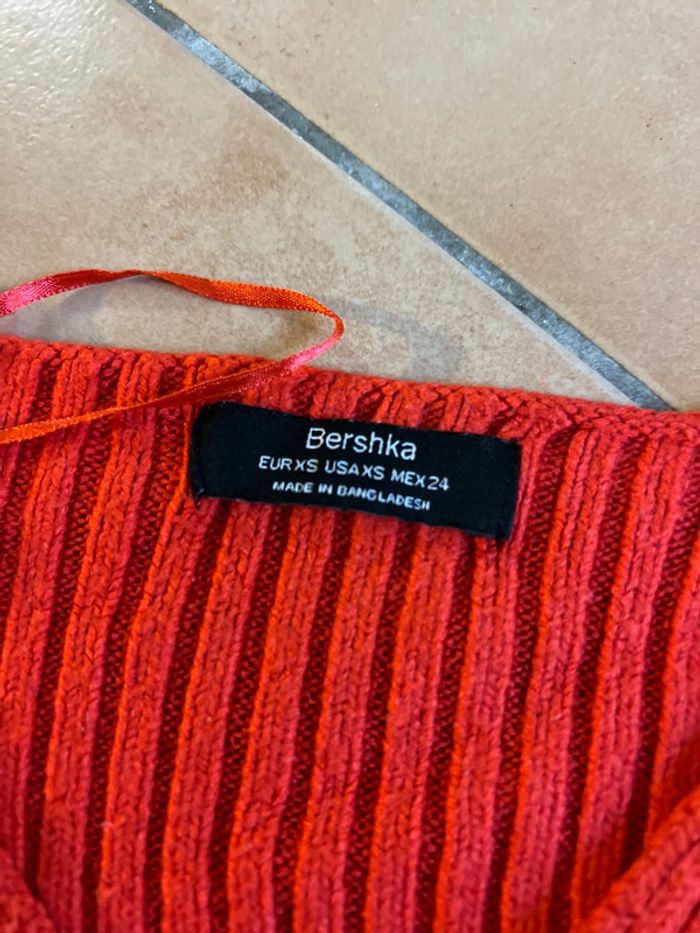 Bershka
EUR XS USA XS MEX 24
MADE IN BANGLADESH